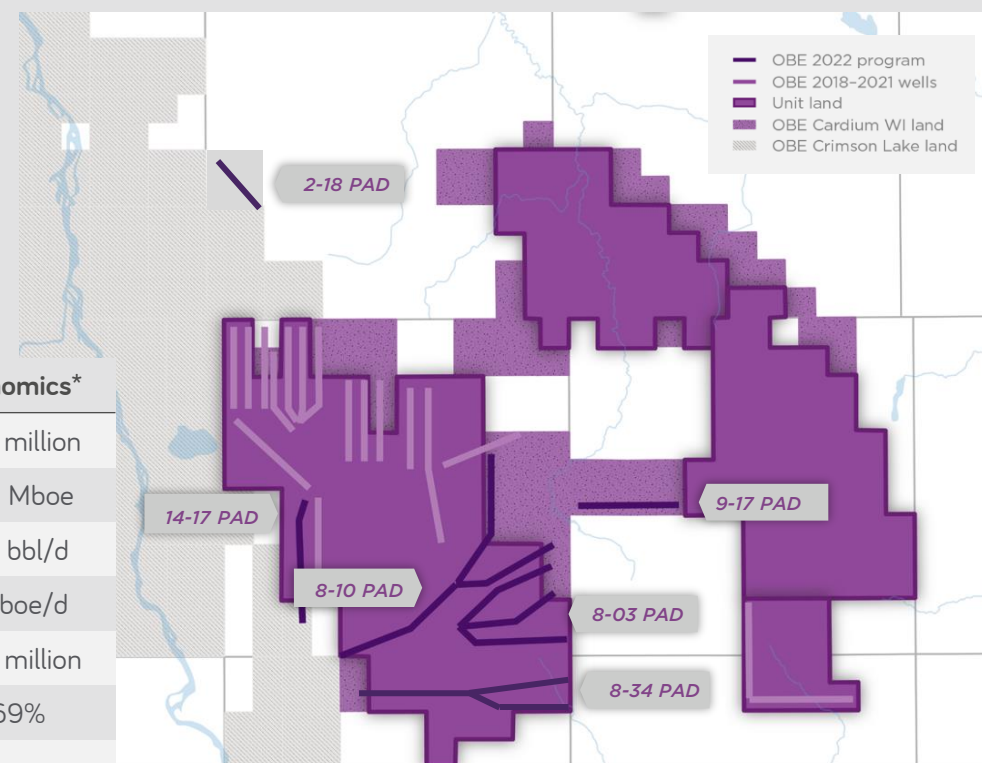 OBE 2022 program
OBE 2018–2021 wells
Unit land
OBE Cardium WI land
OBE Crimson Lake land
2-18 PAD
nomics*
million
Mboe
14-17 PAD
9-17 PAD
bbl/d
8-10 PAD
boe/d
8-03 PAD
million
8-34 PAD
69%